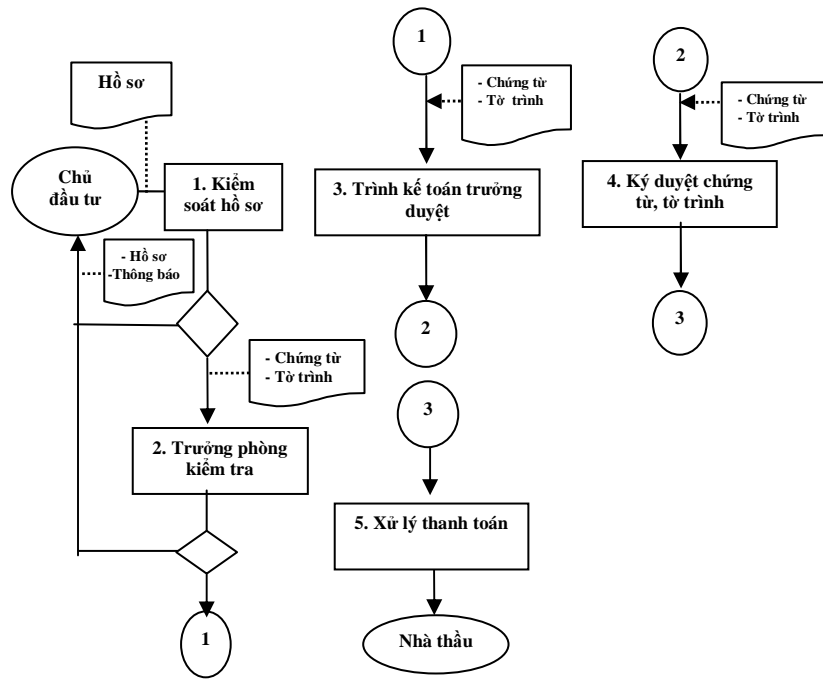 Hồ sơ
Chủ
đầu tư
1. Kiểm
soát hồ sơ
- Hồ sơ
-Thông báo
- Chứng từ
- Tờ trình
2. Trưởng phòng
kiểm tra
1
1
- Chứng từ
- Tờ trình
3. Trình kế toán trưởng
duyệt
2
3
5. Xử lý thanh toán
Nhà thầu
2
- Chứng từ
- Tờ trình
4. Ký duyệt chứng
từ, tờ trình
3